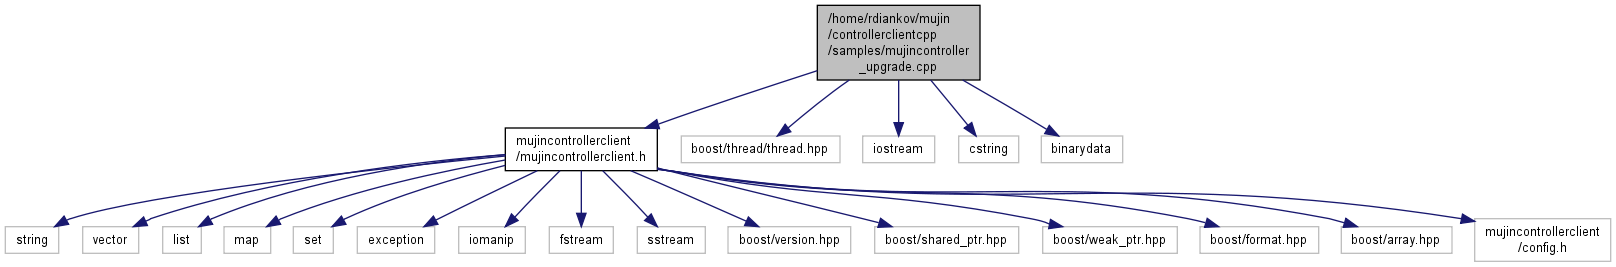 /home/rdiankov/mujin
/controllerclientcpp
/samples/mujincontroller
_upgrade.cpp
mujincontrollerclient
/mujincontrollerclient.h
boost/thread/thread.hpp
iostream
cstring
binarydata
string
vector
list
map
set
exception
iomanip
fstream
sstream
boost/version.hpp
boost/shared_ptr.hpp
boost/weak_ptr.hpp
boost/format.hpp
boost/array.hpp
mujincontrollerclient
/config.h